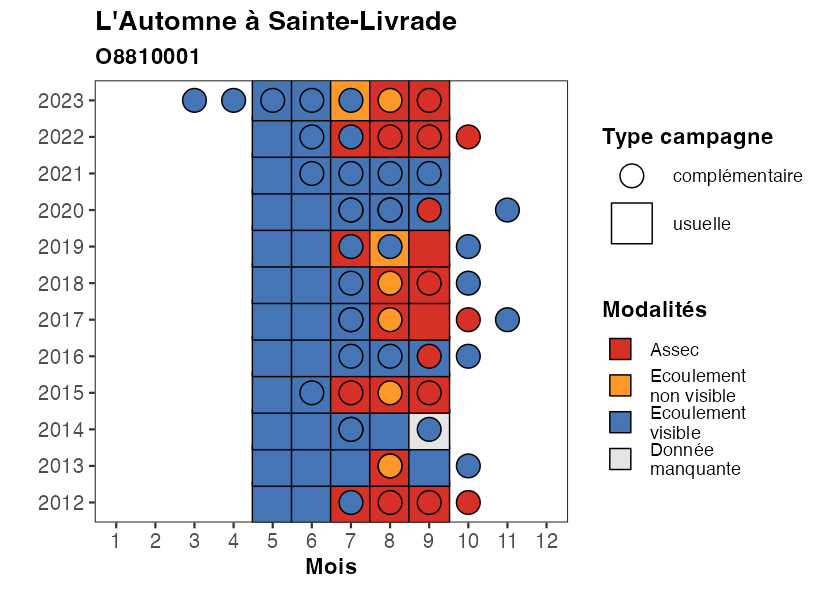 L'Automne à Sainte-Livrade
O8810001
2023
2022
2021
2020
2019
2018
2017
2016
2015
2014
2013
2012
1 2 3 4 5 6 7 8 9 10 11 12
Mois
Type campagne
complémentaire
usuelle
Modalités
Assec
Ecoulement
non visible
Ecoulement
visible
Donnée
manquante